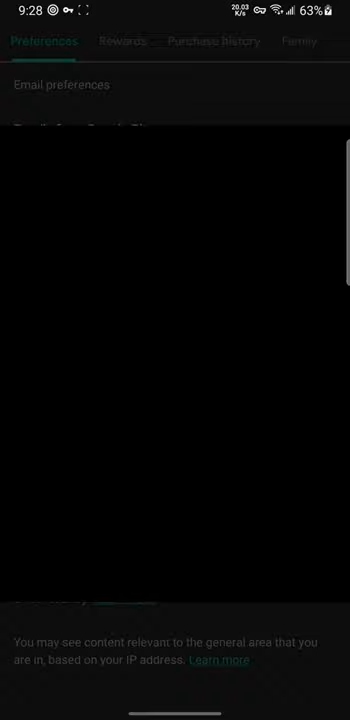 9:28 20.03 K/s 63%
Preferences Rewards Purchase history Family
Email preferences
You may see content relevant to the general area that you
are in, based on your IP address. Learn more